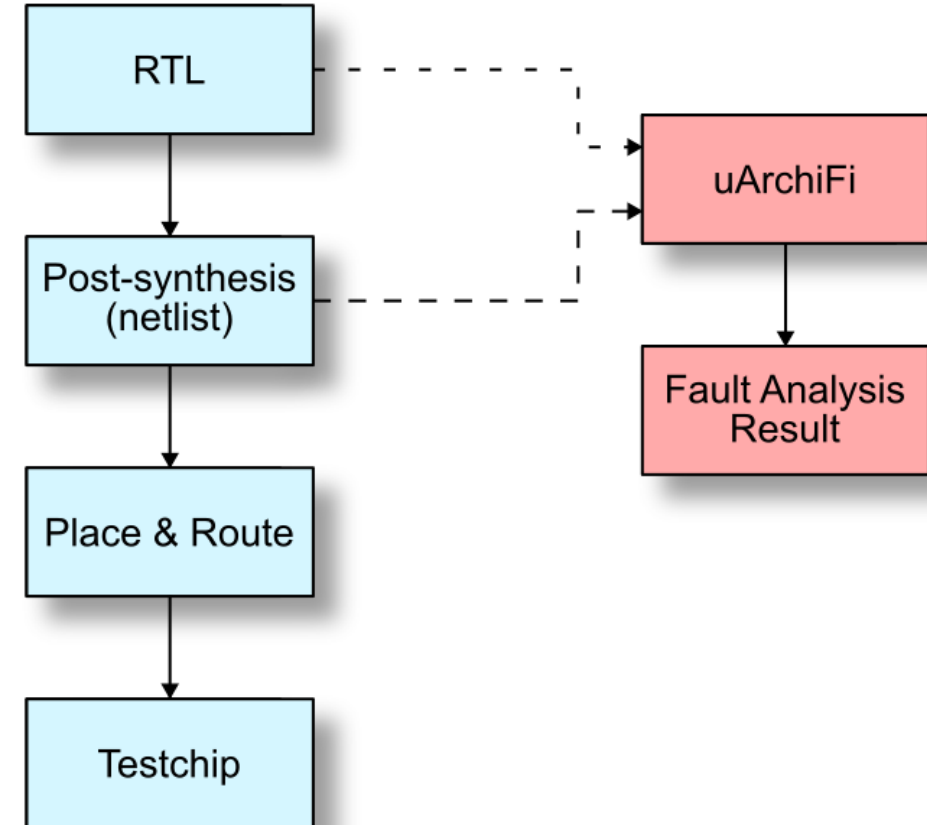 RTL
uArchiFi
Post-synthesis
(netlist)
Fault Analysis
Result
Place & Route
Testchip